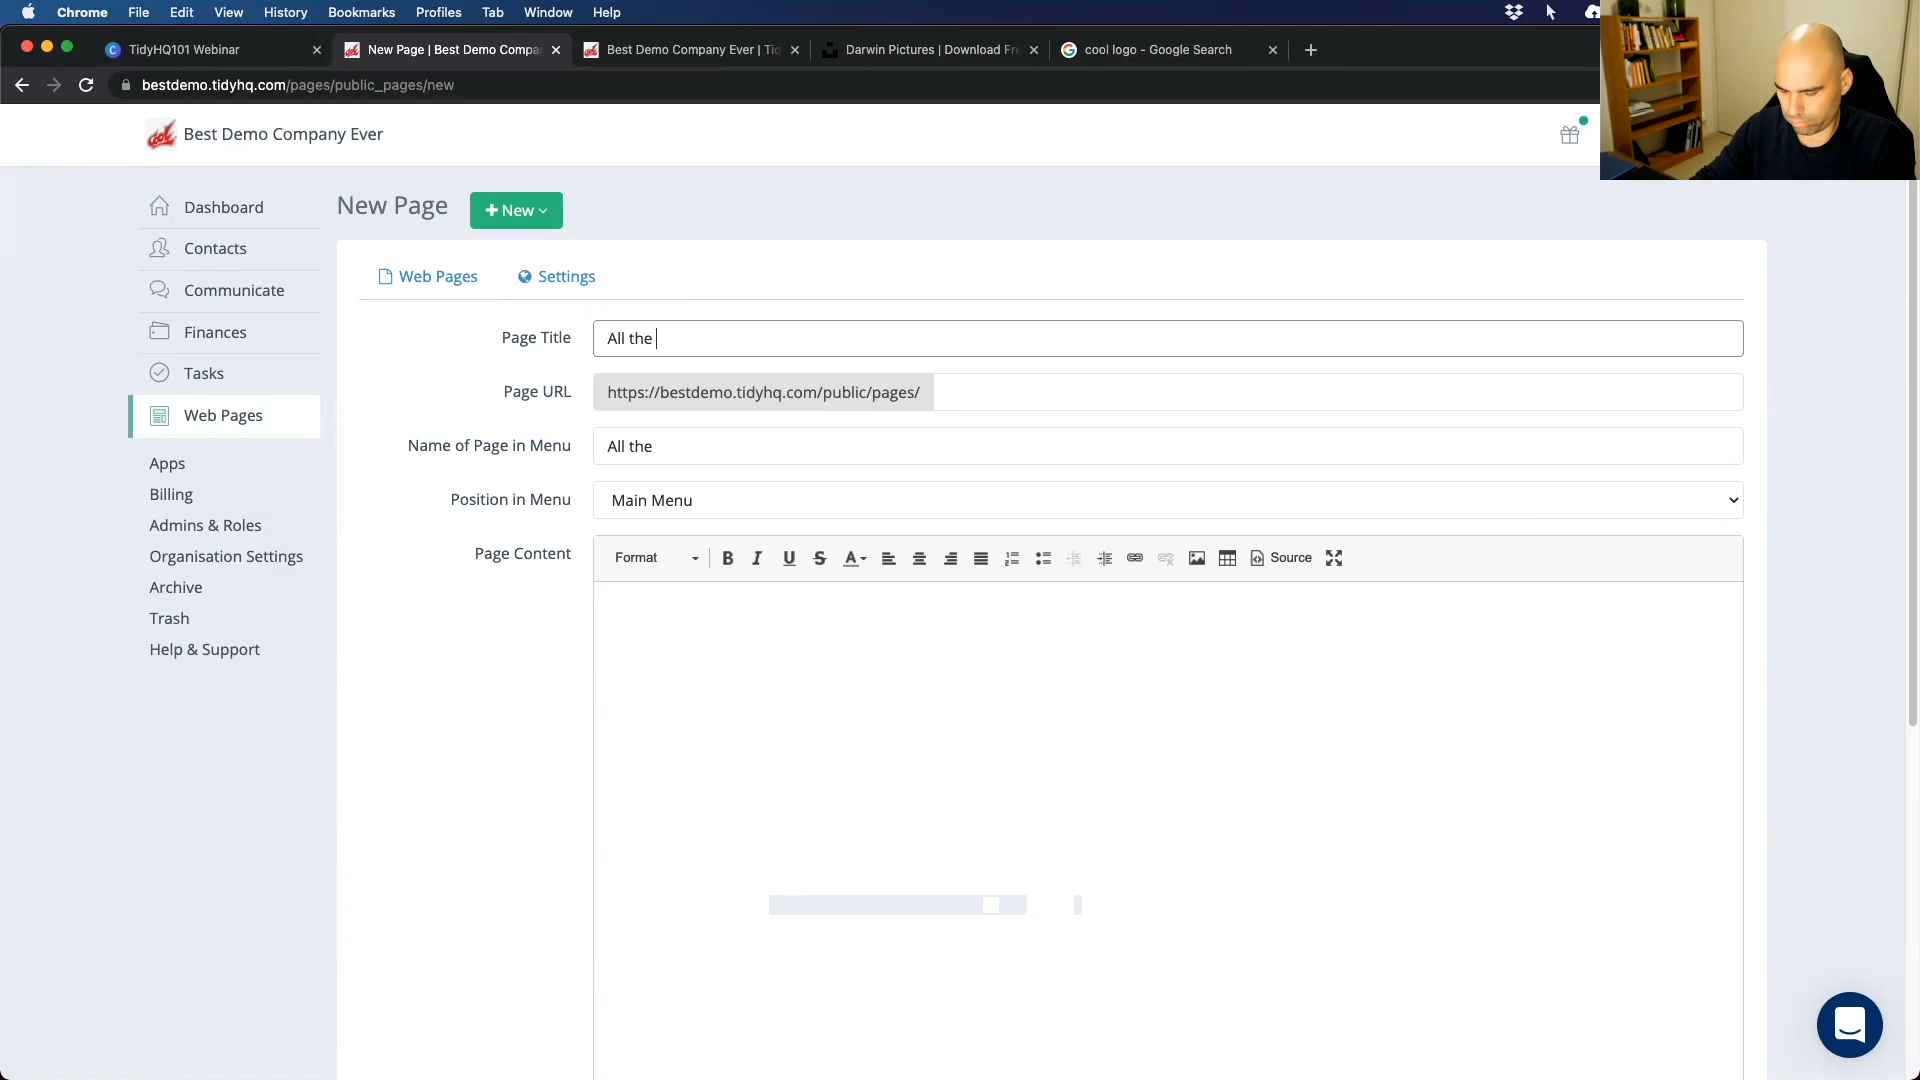 Chrome File Edit View History Bookmarks Profiles Tab Window Help
TidyHQ101 Webinar
New Page | Best Demo Compa
Best Demo Company Ever | Tid
Darwin Pictures | Download Fre
cool logo - Google Search
bestdemo.tidyhq.com/pages/public_pages/new
cool Best Demo Company Ever
Dashboard
Contacts
Communicate
Finances
Tasks
Web Pages
Apps
Billing
Admins & Roles
Organisation Settings
Archive
Trash
Help & Support
New Page
+ New
Web Pages
Settings
Page Title
All the
Page URL
https://bestdemo.tidyhq.com/public/pages/
Name of Page in Menu
All the
Position in Menu
Main Menu
Page Content
Format B I U S A Source